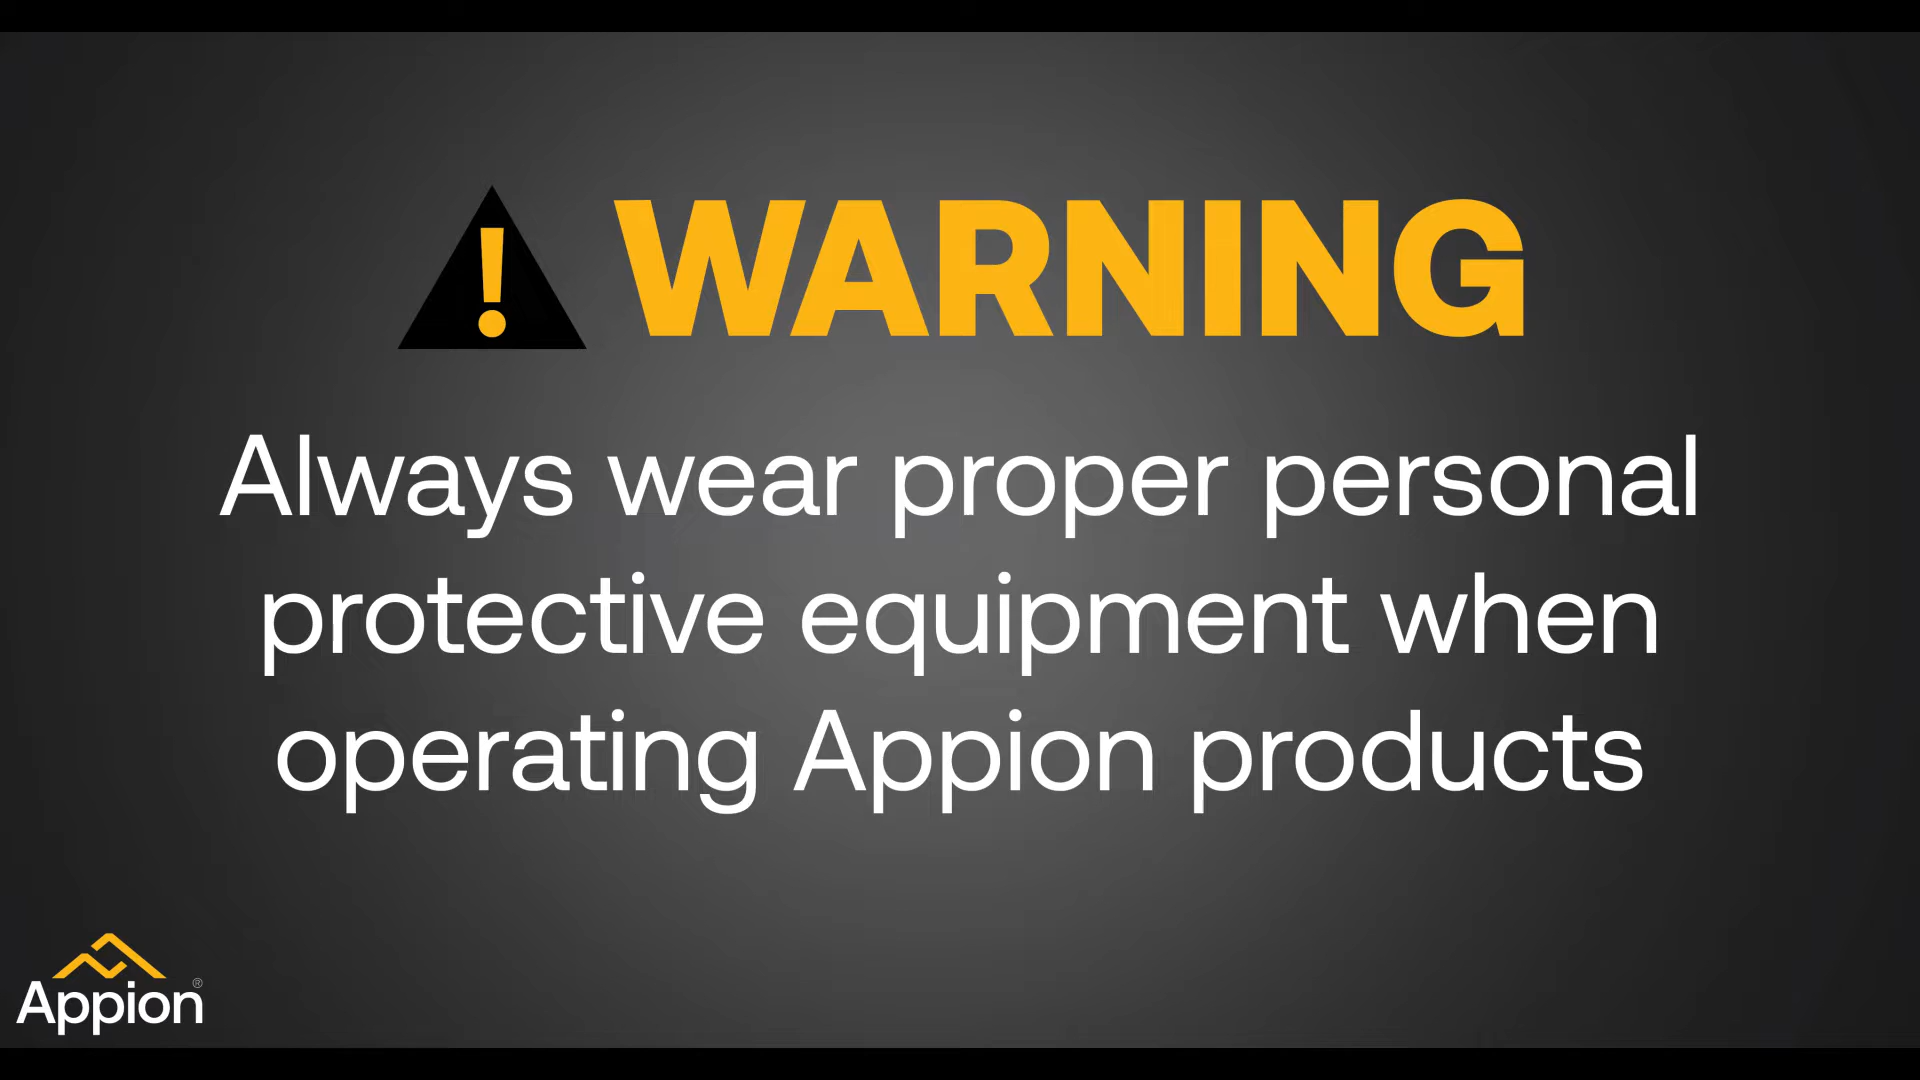 ! WARNING
Always wear proper personal
protective equipment when
operating Appion products
Appion®